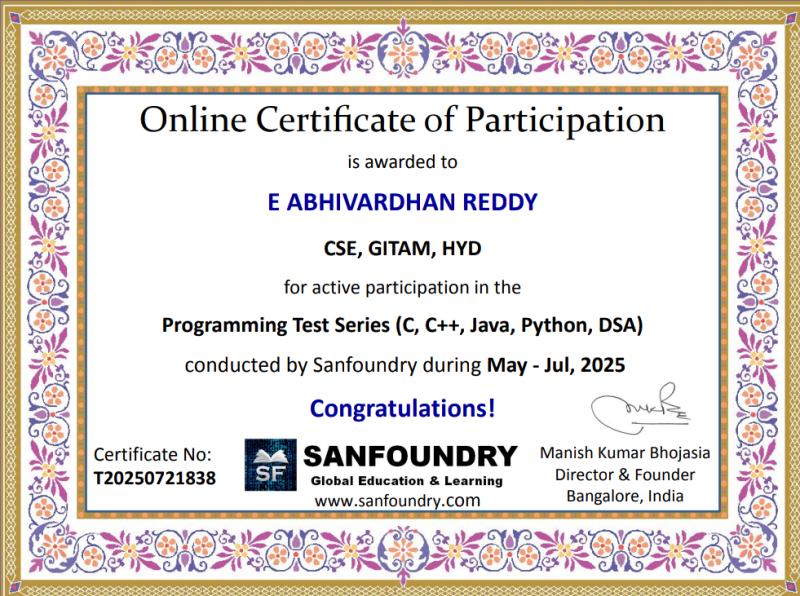 Online Certificate of Participation
is awarded to
E ABHIVARDHAN REDDY
CSE, GITAM, HYD
for active participation in the
Programming Test Series (C, C++, Java, Python, DSA)
conducted by Sanfoundry during May - Jul, 2025
Congratulations!
Certificate No:
T20250721838
SF
SANFOUNDRY
Global Education & Learning
www.sanfoundry.com
Manish Kumar Bhojasia
Director & Founder
Bangalore, India